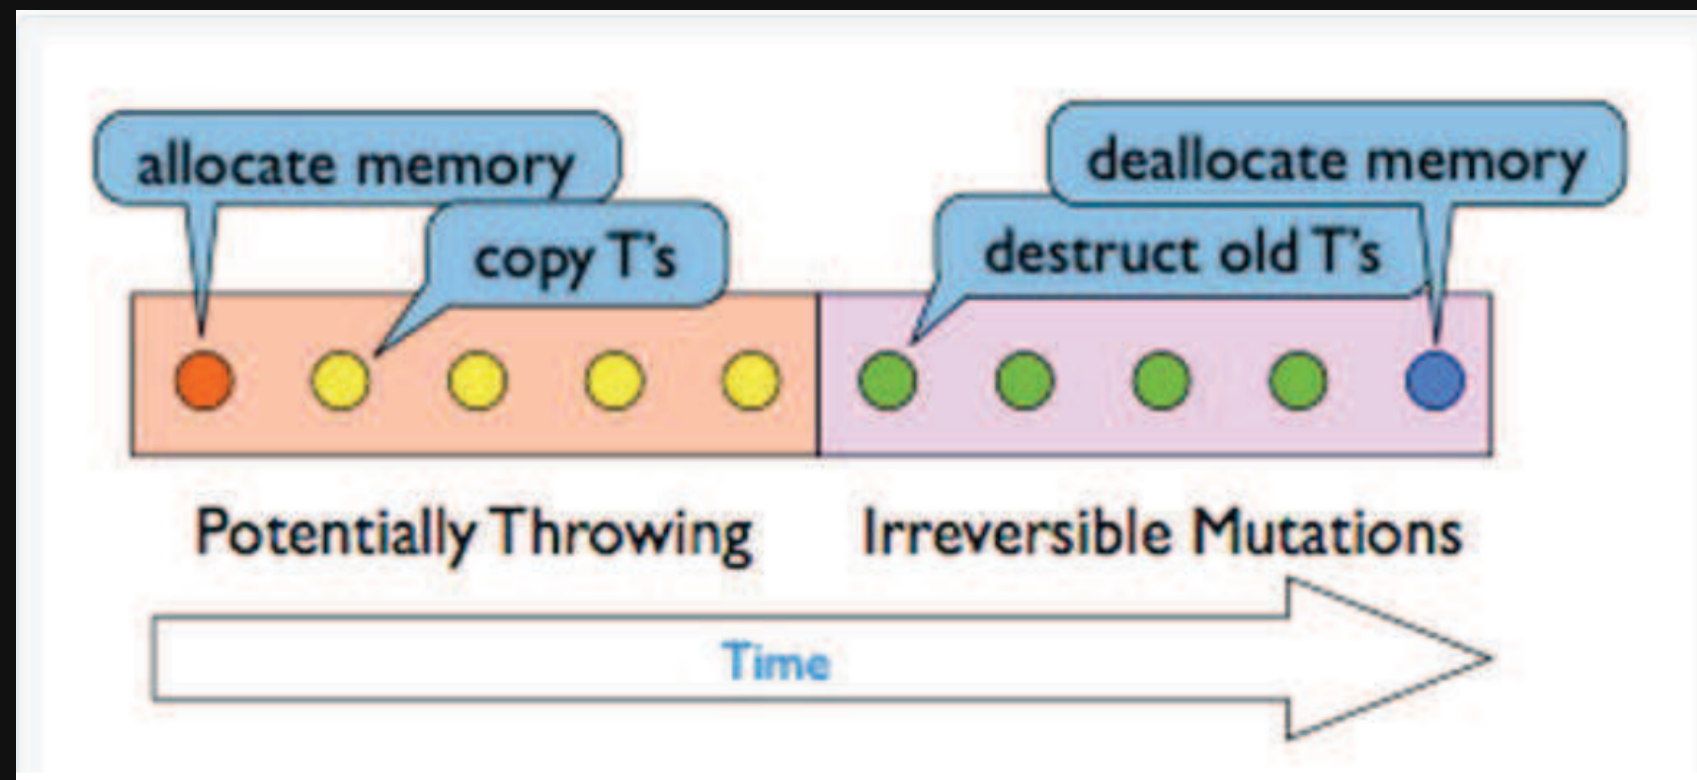 allocate memory
copy T's
deallocate memory
destruct old T's
Potentially Throwing
Irreversible Mutations
Time